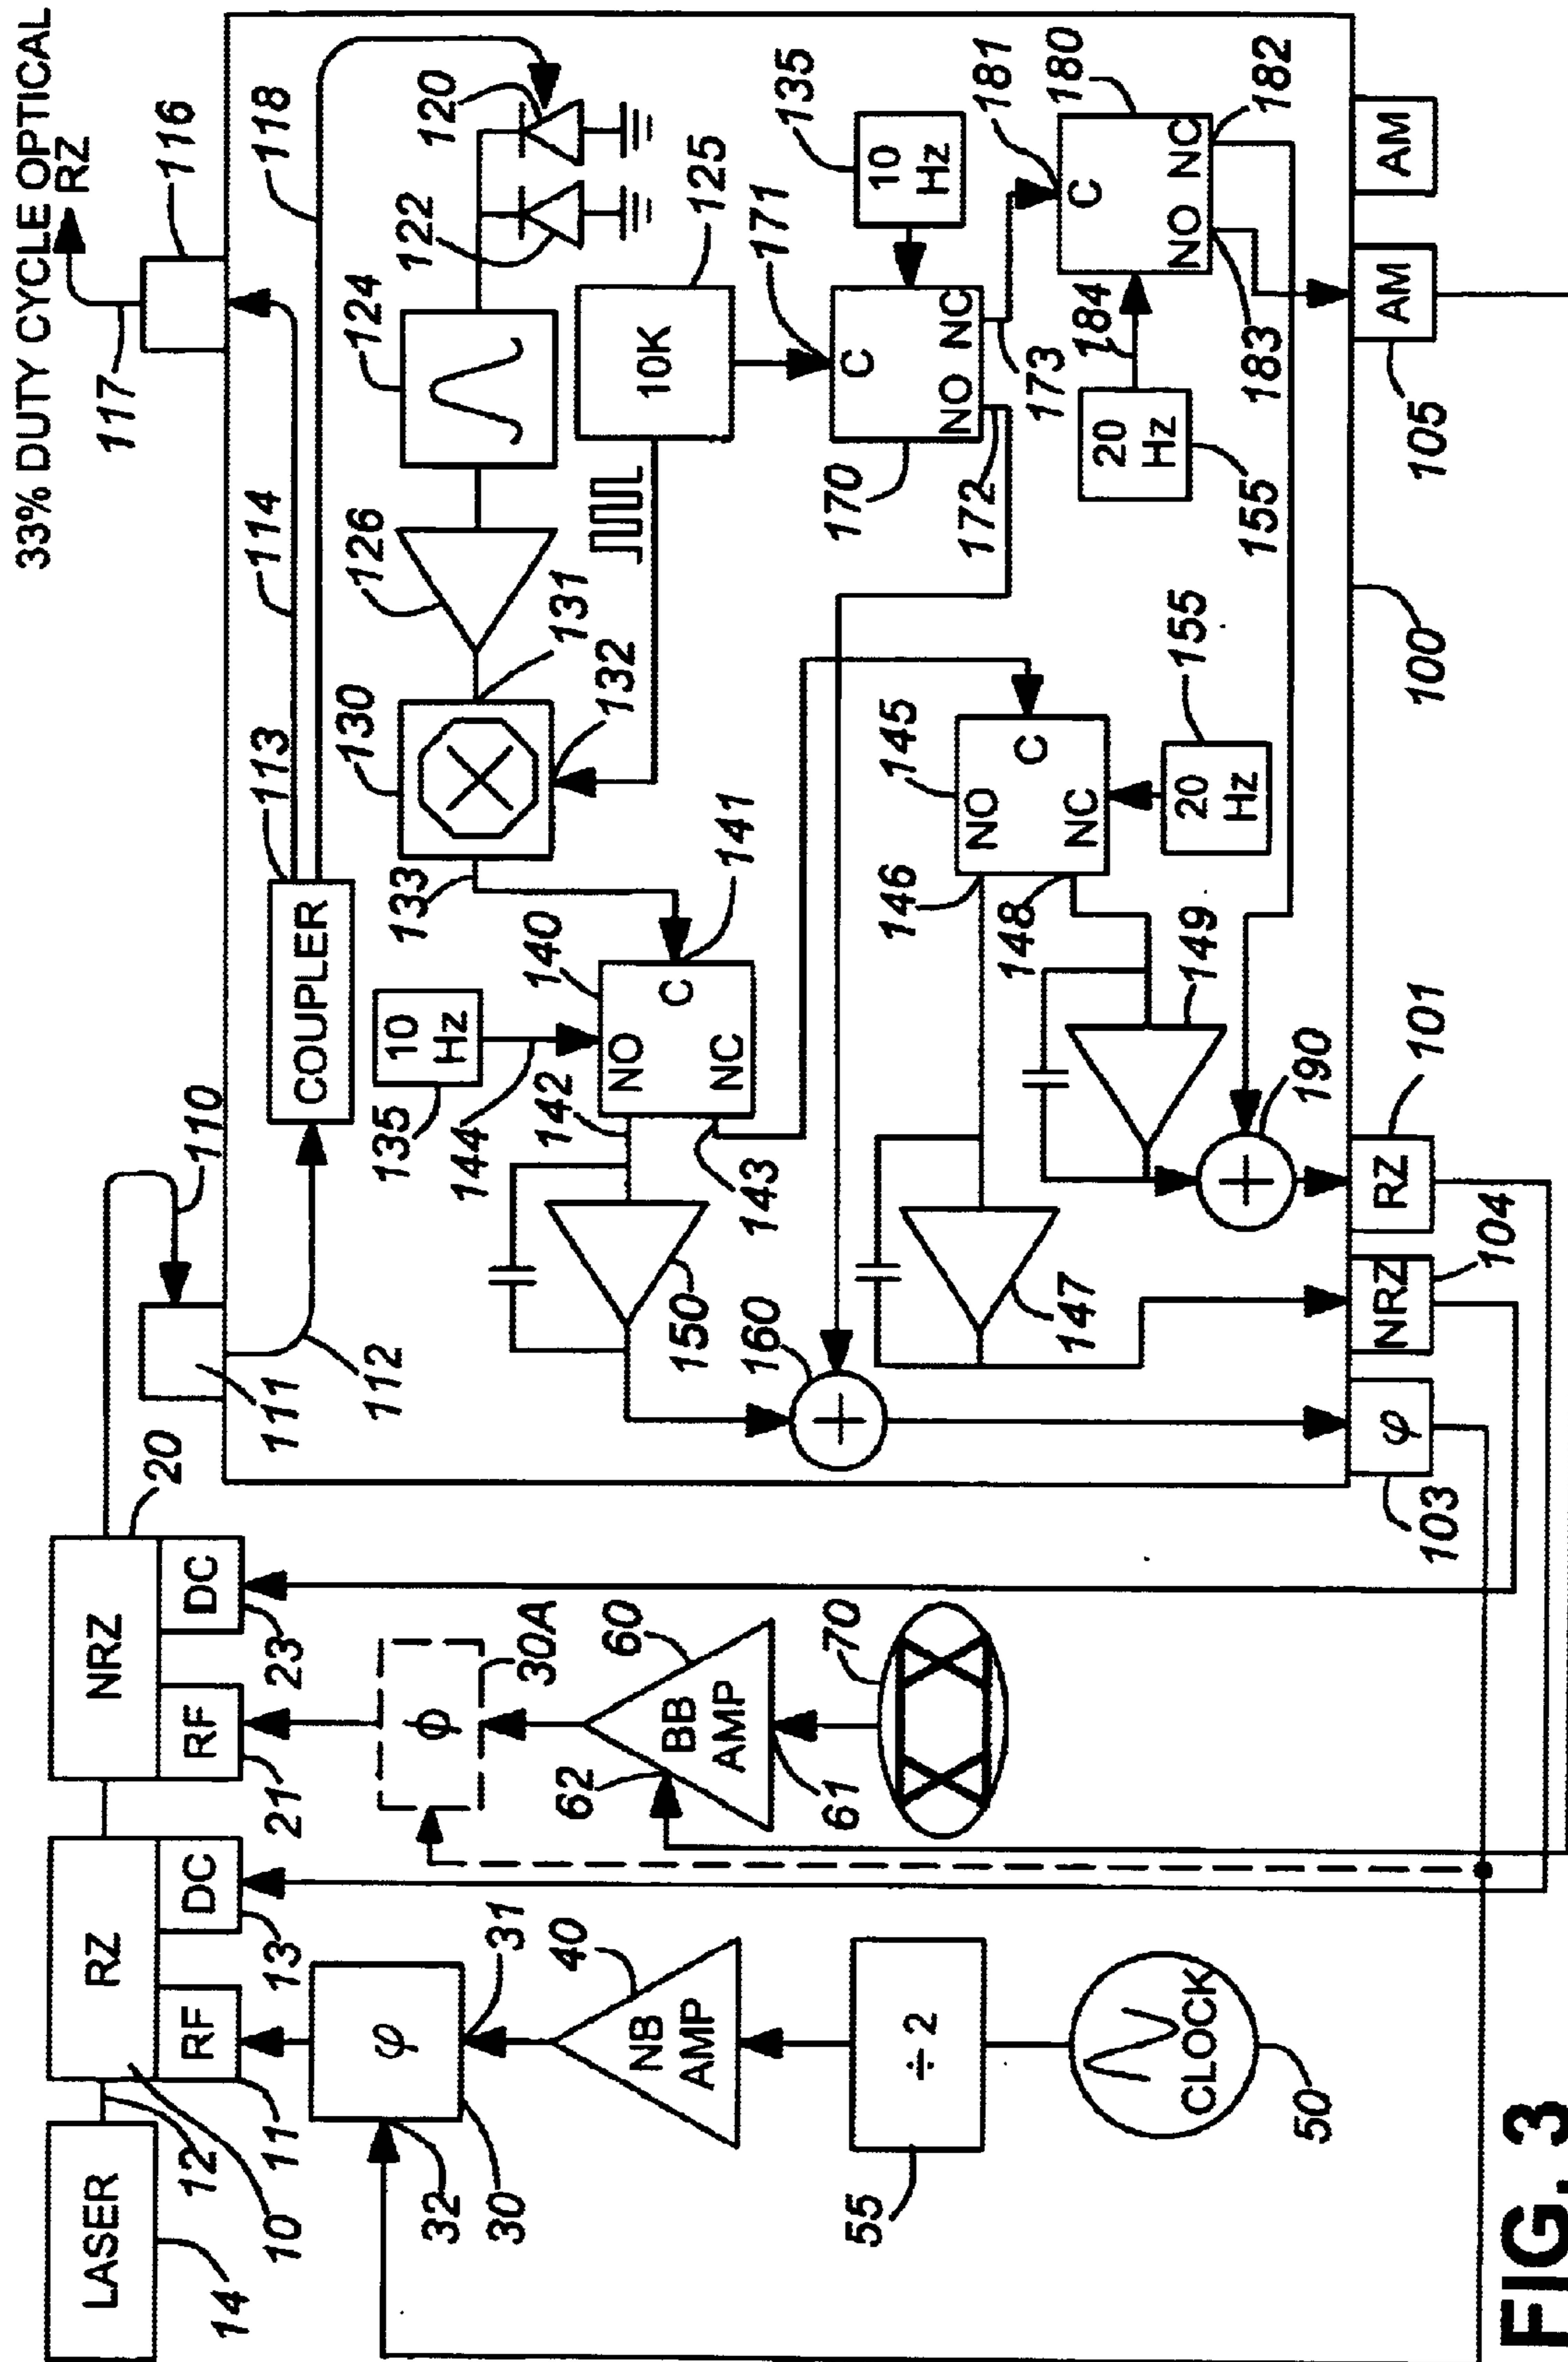 33% DUTY CYCLE OPTICAL
RZ
117
116
114
118
113
COUPLER
110
111
112
20
120
122
124
126
125
10K
130
131
132
133
135
10
Hz
140
141
NO
C
NC
142
143
144
150
160
170
171
C
NO NC
172
173
135
10
Hz
180
181
C
NO NC
182
183
184
20
Hz
155
145
NO
C
NC
146
148
147
149
20
Hz
155
190
100
AM
105
AM
RZ
101
NRZ
104
φ
103
LASER
14
12
10
RZ
RF
DC
11
13
NRZ
RF
DC
21
23
φ
30
31
32
ϕ
30A
NB
AMP
40
BB
AMP
60
61
62
70
÷ 2
55
CLOCK
50
FIG. 3